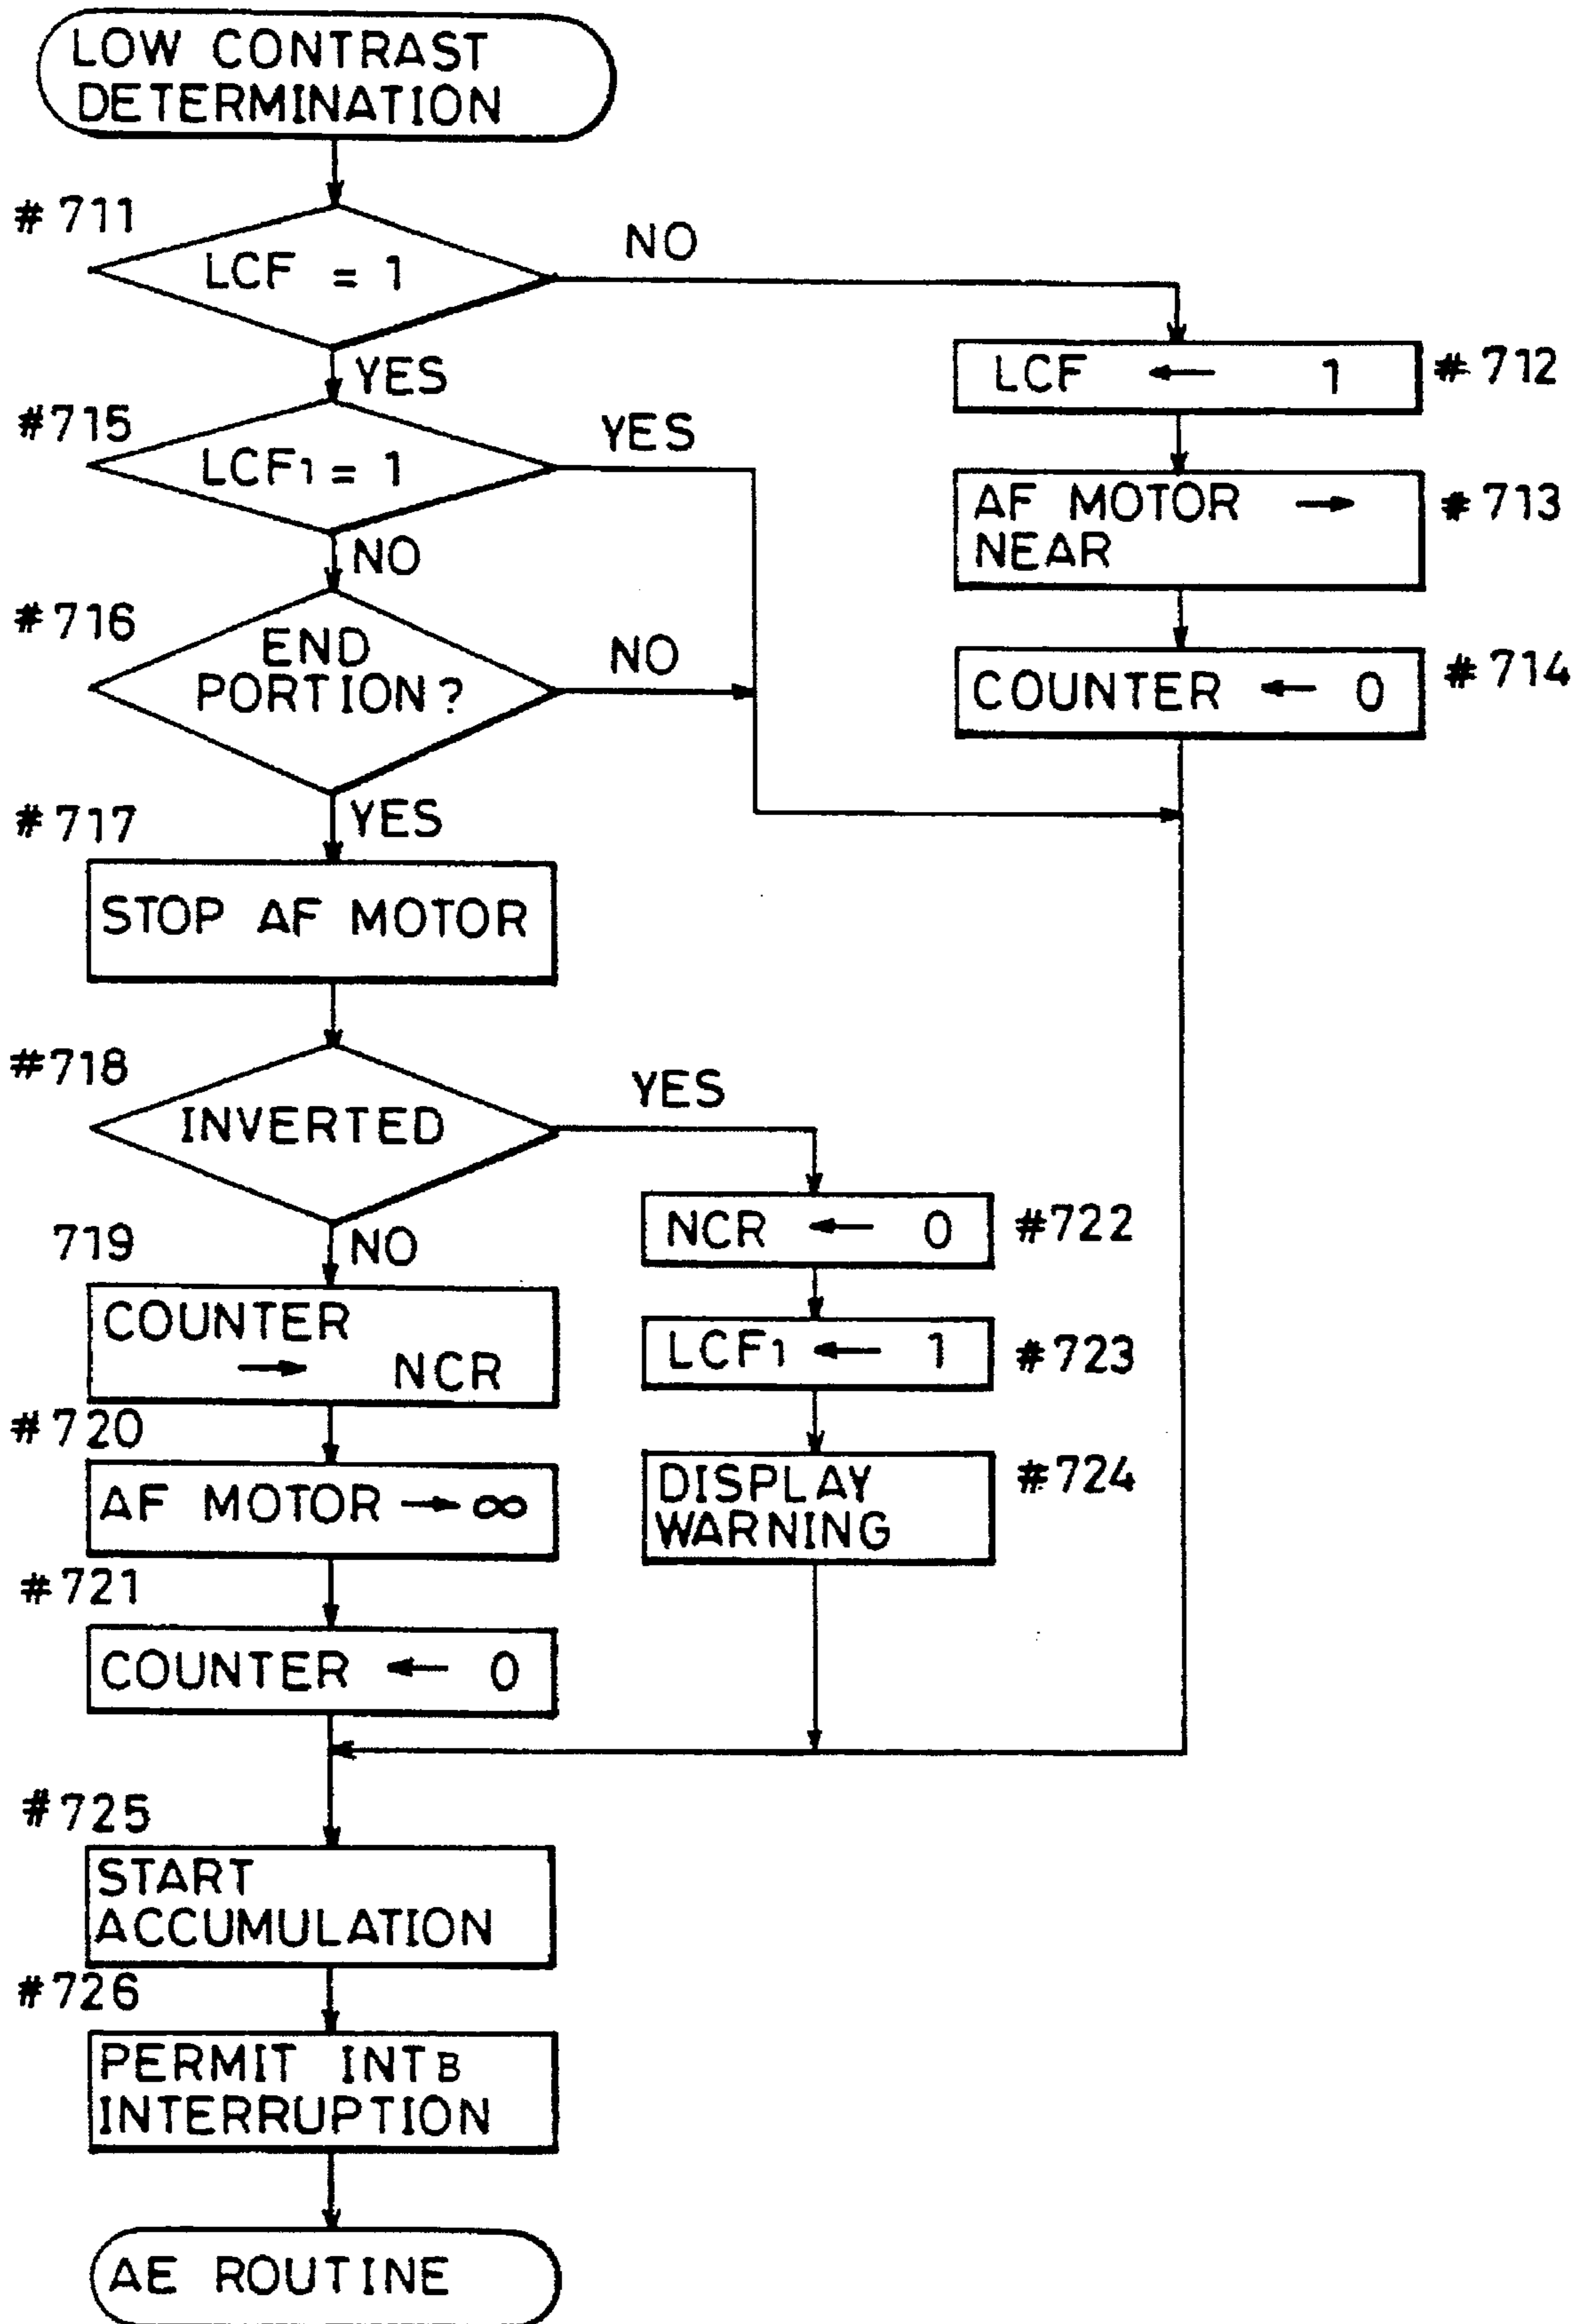 LOW CONTRAST
DETERMINATION
#711
LCF = 1
NO
YES
LCF ← 1
#712
#715
LCF1 = 1
YES
NO
AF MOTOR →
NEAR
#713
#716
END
PORTION?
NO
YES
COUNTER ← 0
#714
#717
STOP AF MOTOR
#718
INVERTED
YES
NO
NCR ← 0
#722
719
COUNTER
→ NCR
LCF1 ← 1
#723
#720
AF MOTOR → ∞
DISPLAY
WARNING
#724
#721
COUNTER ← 0
#725
START
ACCUMULATION
#726
PERMIT INTB
INTERRUPTION
AE ROUTINE